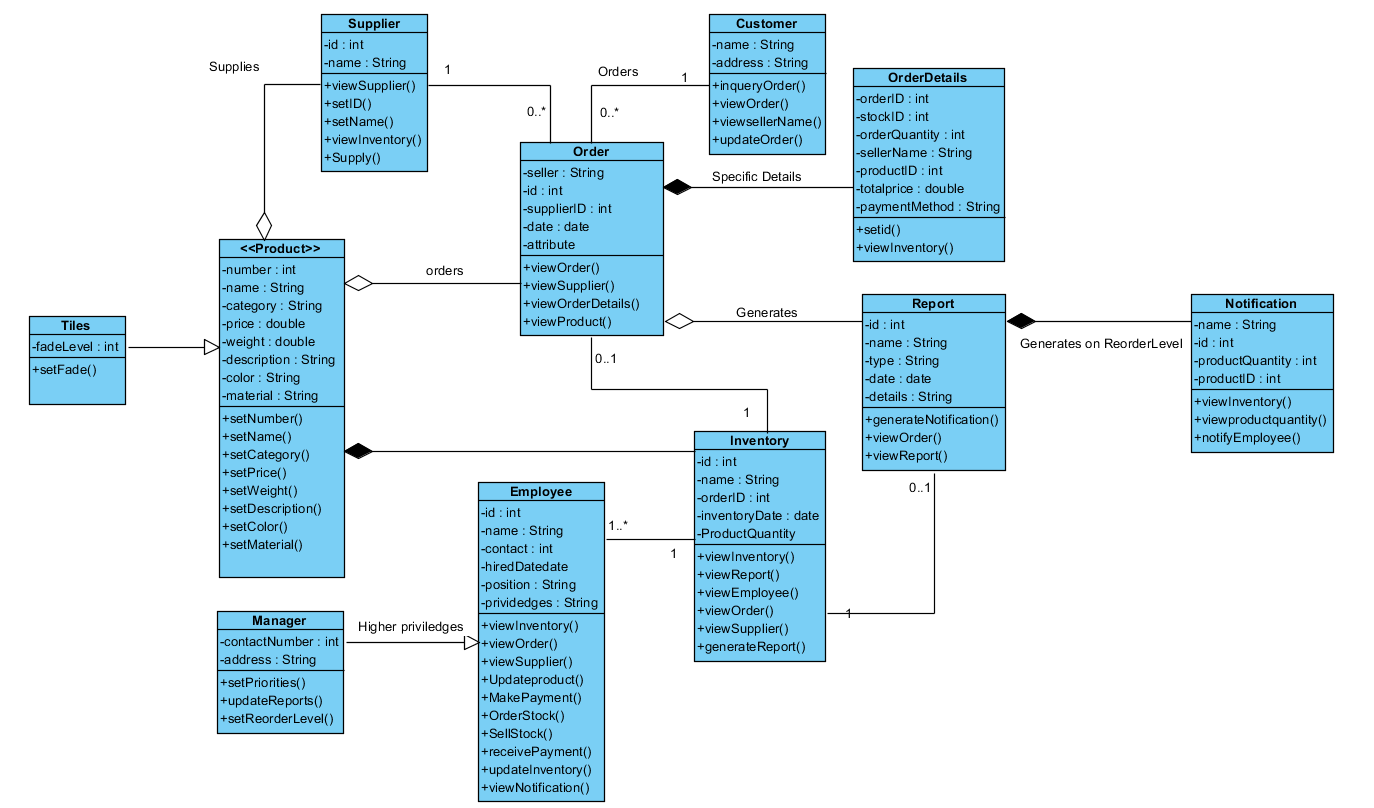 Supplier
-id : int
-name : String
+viewSupplier()
+setID()
+setName()
+viewInventory()
+Supply()
Supplies
1
0..*
Customer
-name : String
-address : String
+inqueryOrder()
+viewOrder()
+viewsellerName()
+updateOrder()
Orders
1
0..*
OrderDetails
-orderID : int
-stockID : int
-orderQuantity : int
-sellerName : String
-productID : int
-totalprice : double
-paymentMethod : String
+setid()
+viewInventory()
Order
-seller : String
-id : int
-supplierID : int
-date : date
-attribute
+viewOrder()
+viewSupplier()
+viewOrderDetails()
+viewProduct()
Specific Details
<<Product>>
-number : int
-name : String
-category : String
-price : double
-weight : double
-description : String
-color : String
-material : String
+setNumber()
+setName()
+setCategory()
+setPrice()
+setWeight()
+setDescription()
+setColor()
+setMaterial()
orders
Tiles
-fadeLevel : int
+setFade()
Generates
Report
-id : int
-name : String
-type : String
-date : date
-details : String
+generateNotification()
+viewOrder()
+viewReport()
Generates on ReorderLevel
Notification
-name : String
-id : int
-productQuantity : int
-productID : int
+viewInventory()
+viewproductquantity()
+notifyEmployee()
0..1
1
Inventory
-id : int
-name : String
-orderID : int
-inventoryDate : date
-ProductQuantity
+viewInventory()
+viewReport()
+viewEmployee()
+viewOrder()
+viewSupplier()
+generateReport()
0..1
1
Employee
-id : int
-name : String
-contact : int
-hiredDatedate
-position : String
-prividedges : String
+viewInventory()
+viewOrder()
+viewSupplier()
+Updateproduct()
+MakePayment()
+OrderStock()
+SellStock()
+receivePayment()
+updateInventory()
+viewNotification()
1..*
1
Manager
-contactNumber : int
-address : String
+setPriorities()
+updateReports()
+setReorderLevel()
Higher priviledges